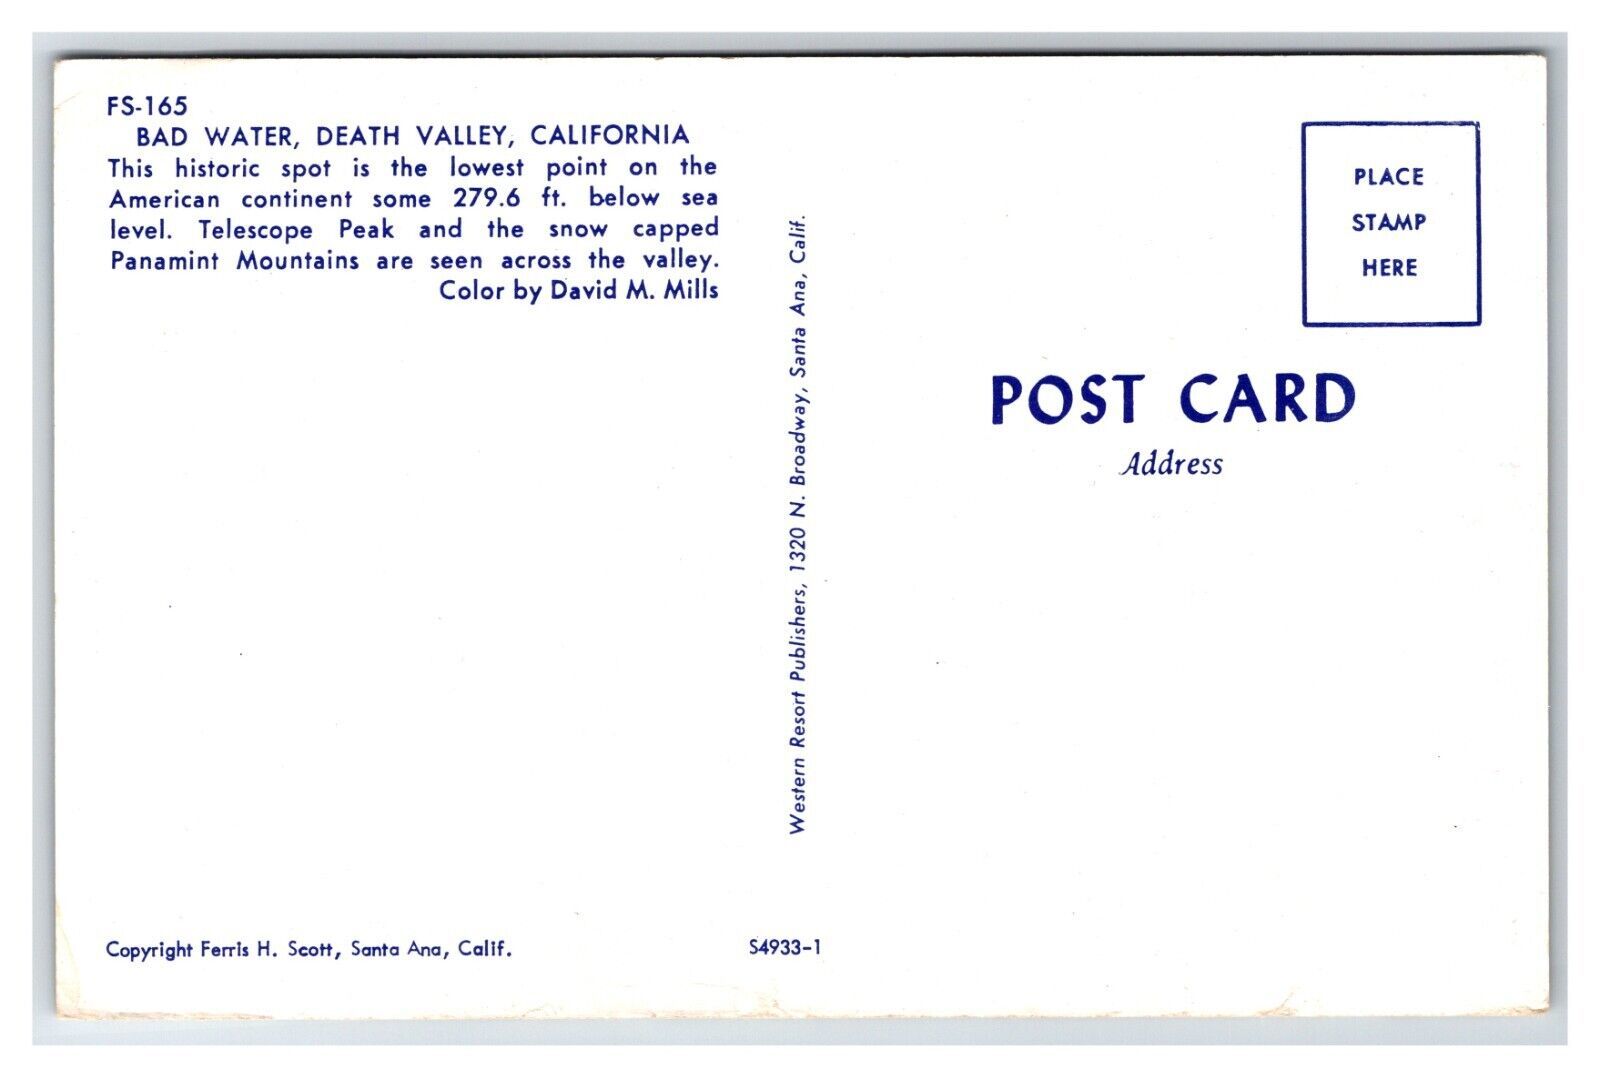 FS-165
BAD WATER, DEATH VALLEY, CALIFORNIA
This historic spot is the lowest point on the
American continent some 279.6 ft. below sea
level. Telescope Peak and the snow capped
Panamint Mountains are seen across the valley.
Color by David M. Mills
Copyright Ferris H. Scott, Santa Ana, Calif.
Western Resort Publishers, 1320 N. Broadway, Santa Ana, Calif.
S4933-1
PLACE
STAMP
HERE
POST CARD
Address